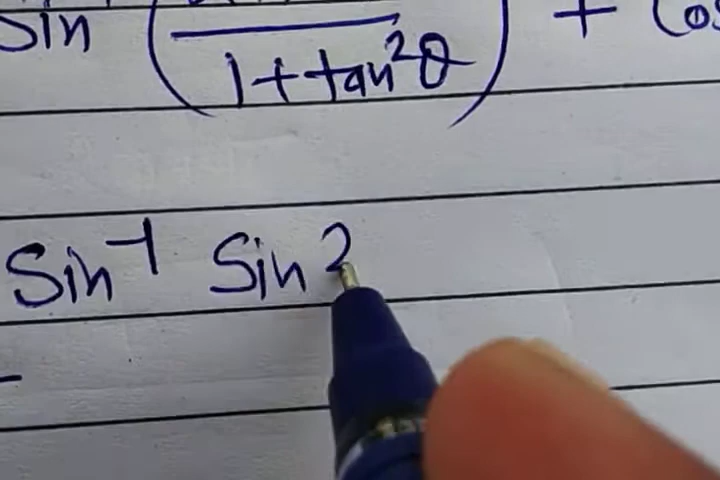 Sin ( / 1 + tan²θ ) + Cos
Sin⁻¹ Sin 2